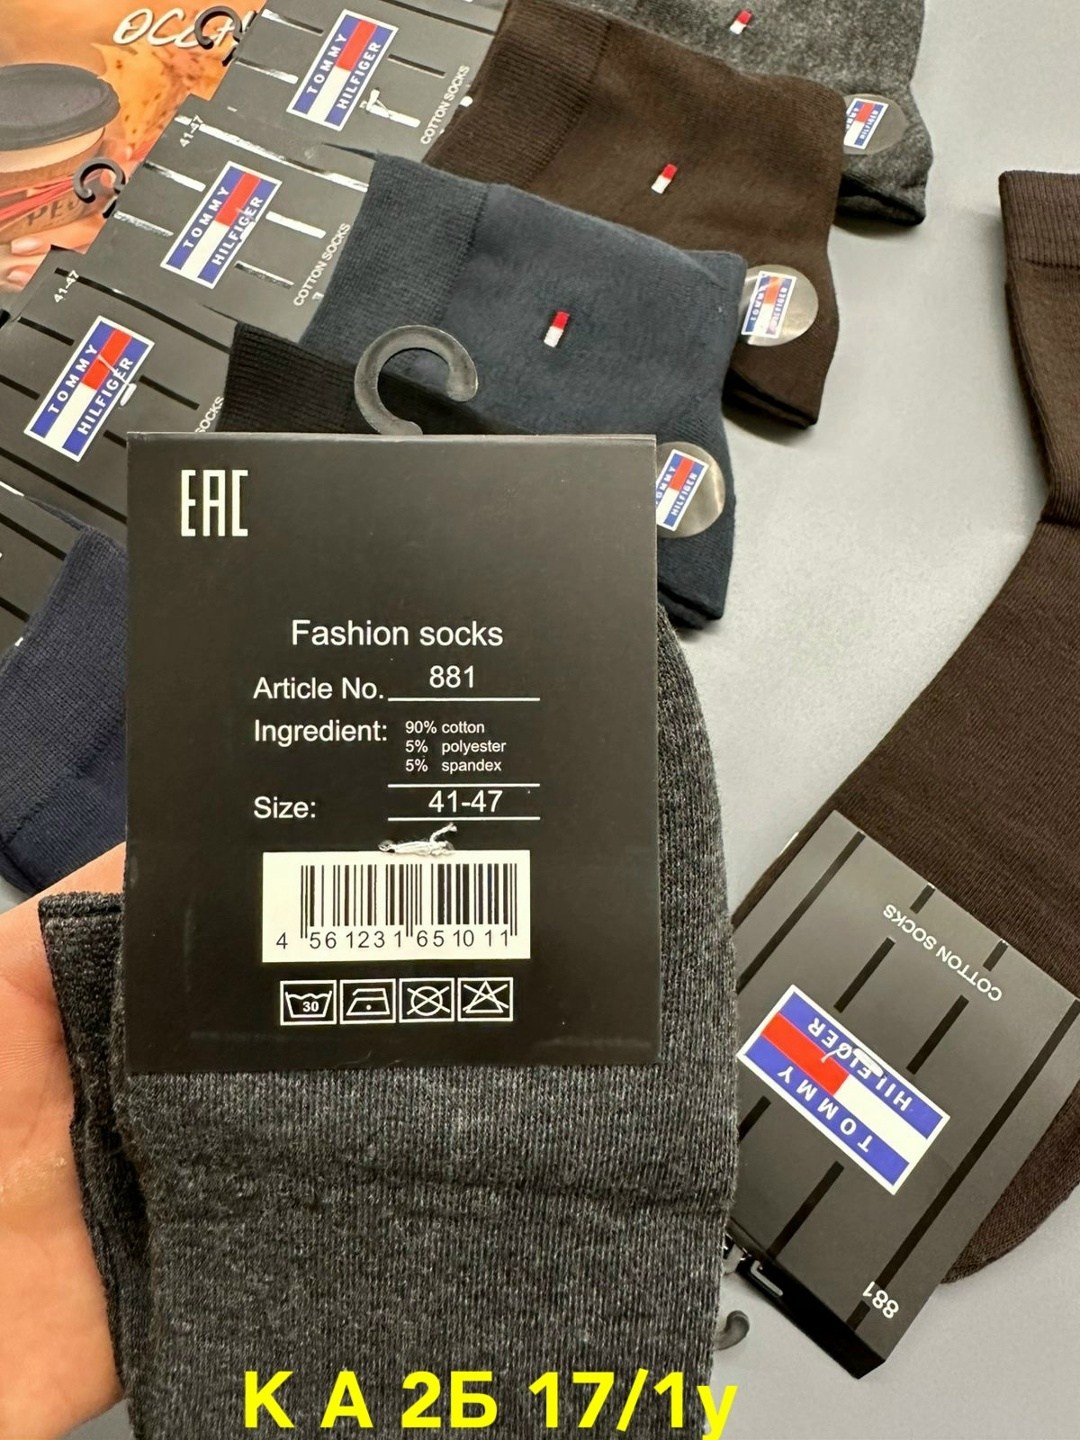 TOMMY
HILFIGER
COTTON SOCKS
41-47
TOMMY
HILFIGER
COTTON SOCKS
41-47
TOMMY
HILFIGER
SOCKS
TOMMY
HILFIGER
TOMMY
HILFIGER
TOMMY
HILFIGER
EAC
Fashion socks
Article No. 881
Ingredient: 90% cotton
5% polyester
5% spandex
Size: 41-47
4 561231 651011
30
COTTON SOCKS
TOMMY
HILFIGER
881
К А 2Б 17/1у